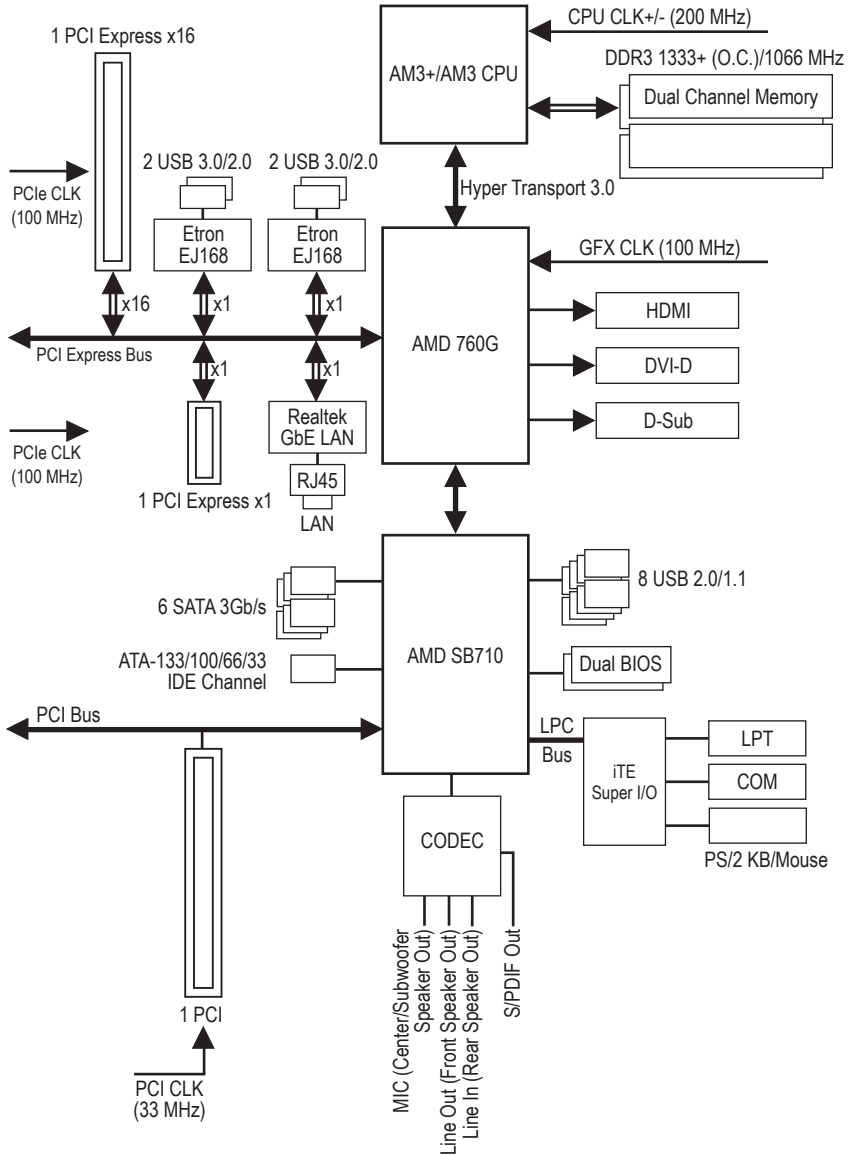 1 PCI Express x16
CPU CLK+/- (200 MHz)
AM3+/AM3 CPU
DDR3 1333+ (O.C.)/1066 MHz
Dual Channel Memory
PCIe CLK
(100 MHz)
2 USB 3.0/2.0
2 USB 3.0/2.0
Hyper Transport 3.0
Etron
EJ168
Etron
EJ168
GFX CLK (100 MHz)
x16
x1
x1
HDMI
PCI Express Bus
AMD 760G
DVI-D
x1
x1
D-Sub
PCIe CLK
(100 MHz)
Realtek
GbE LAN
RJ45
LAN
1 PCI Express x1
6 SATA 3Gb/s
8 USB 2.0/1.1
ATA-133/100/66/33
IDE Channel
AMD SB710
Dual BIOS
PCI Bus
LPC
Bus
iTE
Super I/O
LPT
COM
PS/2 KB/Mouse
CODEC
MIC (Center/Subwoofer
Speaker Out)
Line Out (Front Speaker Out)
Line In (Rear Speaker Out)
S/PDIF Out
1 PCI
PCI CLK
(33 MHz)